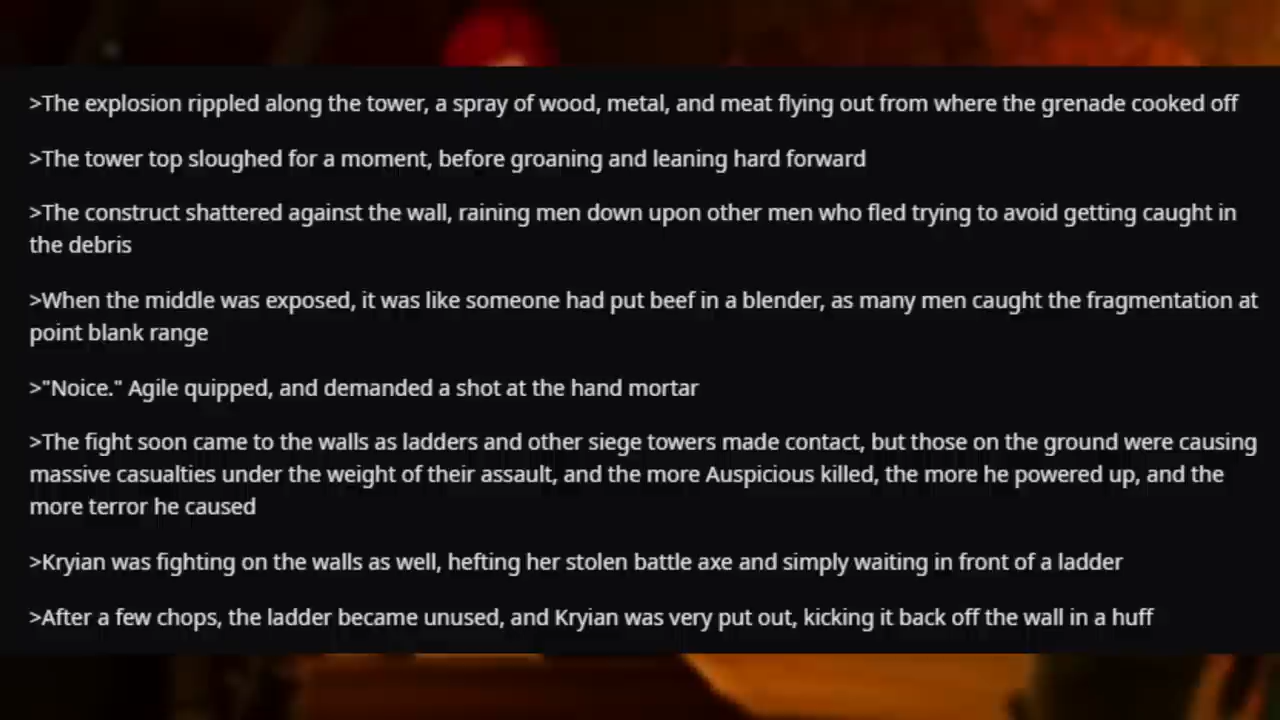 >The explosion rippled along the tower, a spray of wood, metal, and meat flying out from where the grenade cooked off
>The tower top sloughed for a moment, before groaning and leaning hard forward
>The construct shattered against the wall, raining men down upon other men who fled trying to avoid getting caught in
the debris
>When the middle was exposed, it was like someone had put beef in a blender, as many men caught the fragmentation at
point blank range
>"Noice." Agile quipped, and demanded a shot at the hand mortar
>The fight soon came to the walls as ladders and other siege towers made contact, but those on the ground were causing
massive casualties under the weight of their assault, and the more Auspicious killed, the more he powered up, and the
more terror he caused
>Kryian was fighting on the walls as well, hefting her stolen battle axe and simply waiting in front of a ladder
>After a few chops, the ladder became unused, and Kryian was very put out, kicking it back off the wall in a huff